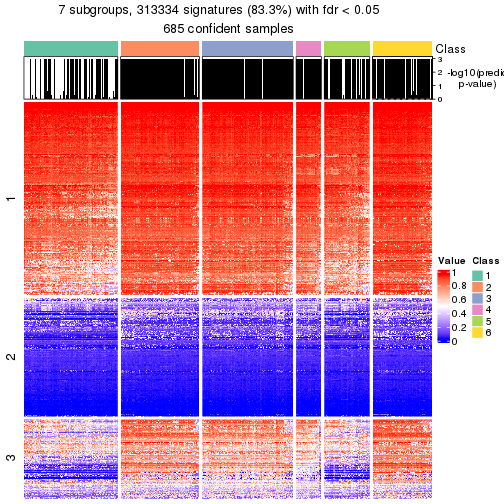 7 subgroups, 313334 signatures (83.3%) with fdr < 0.05
685 confident samples
Class
3
2
1
0
-log10(predic
p-value)
1
2
3
Value
1
0.8
0.6
0.4
0.2
0
Class
1
2
3
4
5
6